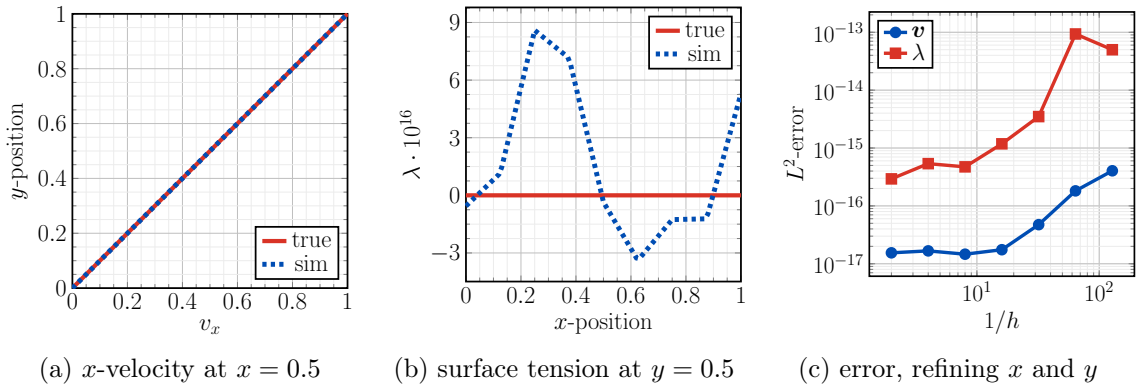 1
0.8
0.6
0.4
0.2
0
0 0.2 0.4 0.6 0.8 1
y-position
v_x
true
sim
(a) x-velocity at x = 0.5
9
6
3
0
−3
0 0.2 0.4 0.6 0.8 1
λ · 10^16
x-position
true
sim
(b) surface tension at y = 0.5
10^−13
10^−14
10^−15
10^−16
10^−17
10^1 10^2
L^2-error
1/h
v
λ
(c) error, refining x and y